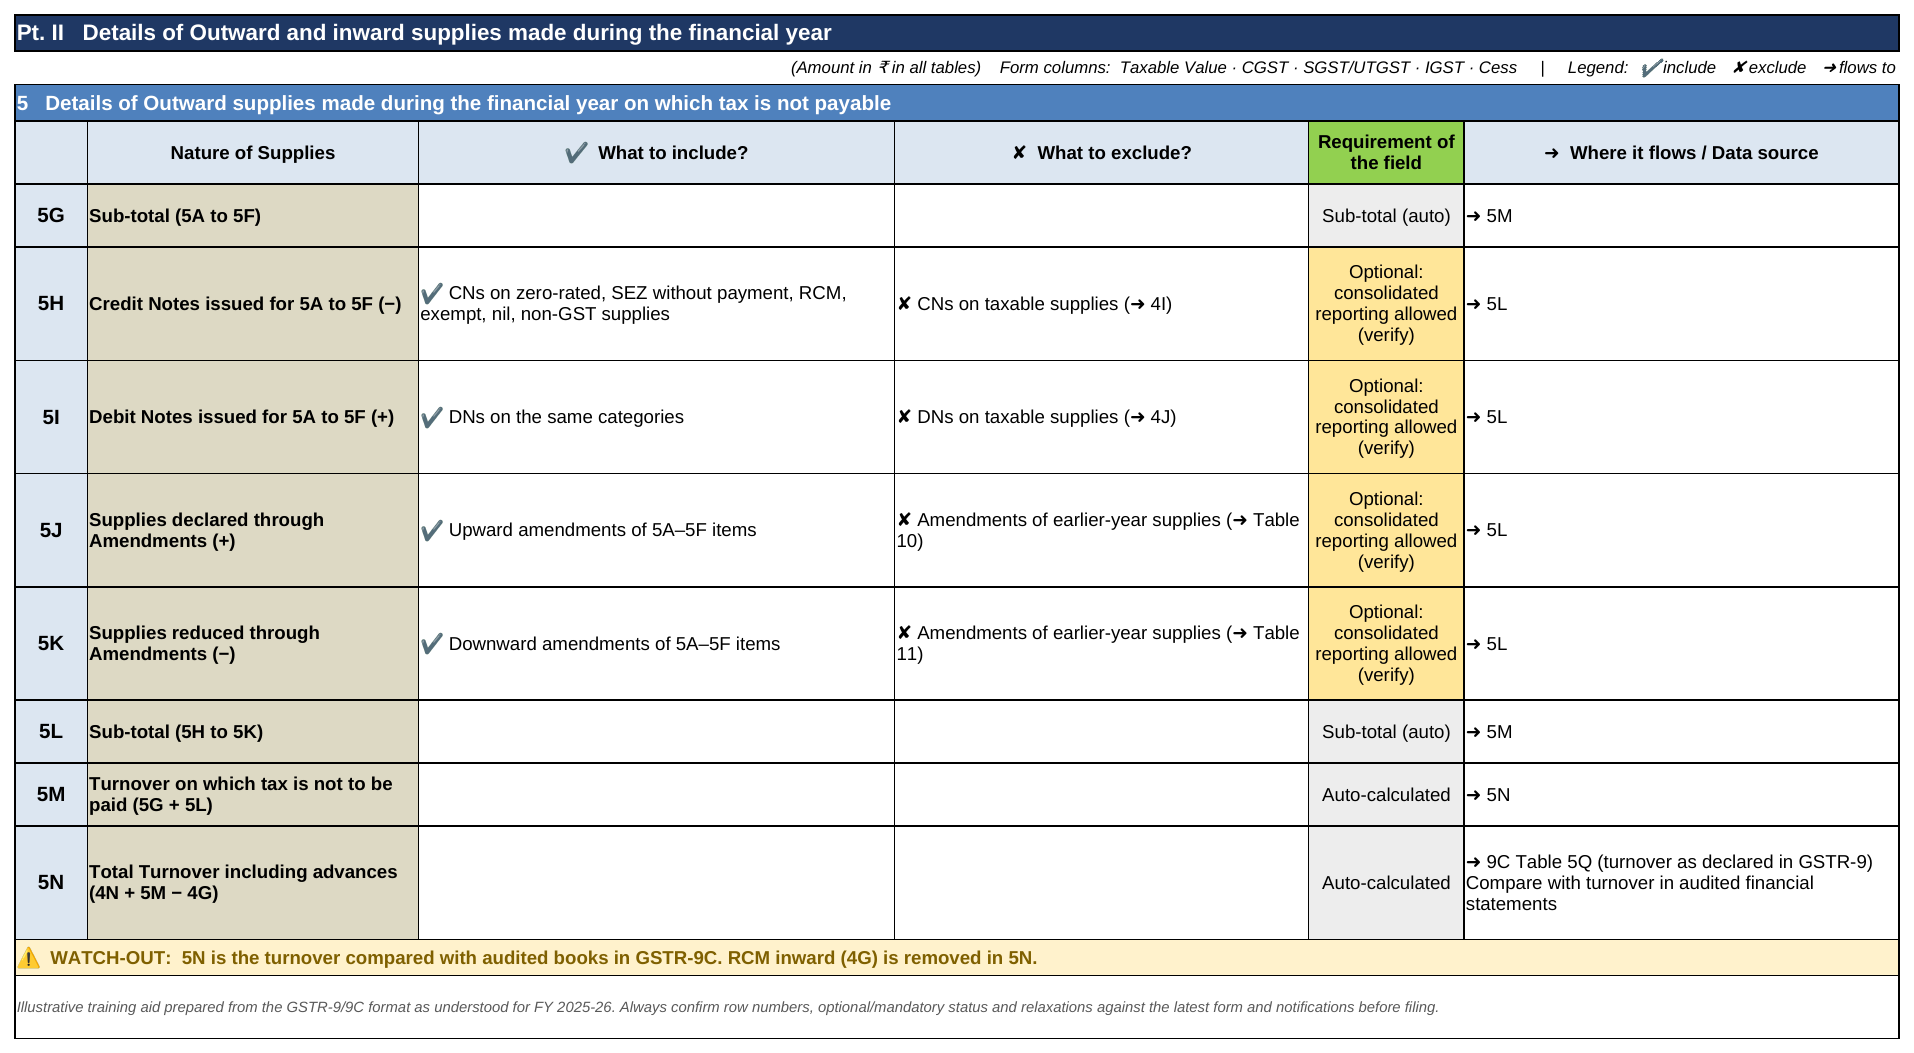 Pt. II Details of Outward and inward supplies made during the financial year
(Amount in ₹ in all tables) Form columns: Taxable Value · CGST · SGST/UTGST · IGST · Cess | Legend: ✔include ✘exclude ➜flows to
5 Details of Outward supplies made during the financial year on which tax is not payable
Nature of Supplies
✔ What to include?
✘ What to exclude?
Requirement of
the field
➜ Where it flows / Data source
5G
Sub-total (5A to 5F)
Sub-total (auto)
➜ 5M
5H
Credit Notes issued for 5A to 5F (−)
✔ CNs on zero-rated, SEZ without payment, RCM,
exempt, nil, non-GST supplies
✘ CNs on taxable supplies (➜ 4I)
Optional:
consolidated
reporting allowed
(verify)
➜ 5L
5I
Debit Notes issued for 5A to 5F (+)
✔ DNs on the same categories
✘ DNs on taxable supplies (➜ 4J)
Optional:
consolidated
reporting allowed
(verify)
➜ 5L
5J
Supplies declared through
Amendments (+)
✔ Upward amendments of 5A–5F items
✘ Amendments of earlier-year supplies (➜ Table
10)
Optional:
consolidated
reporting allowed
(verify)
➜ 5L
5K
Supplies reduced through
Amendments (−)
✔ Downward amendments of 5A–5F items
✘ Amendments of earlier-year supplies (➜ Table
11)
Optional:
consolidated
reporting allowed
(verify)
➜ 5L
5L
Sub-total (5H to 5K)
Sub-total (auto)
➜ 5M
5M
Turnover on which tax is not to be
paid (5G + 5L)
Auto-calculated
➜ 5N
5N
Total Turnover including advances
(4N + 5M − 4G)
Auto-calculated
➜ 9C Table 5Q (turnover as declared in GSTR-9)
Compare with turnover in audited financial
statements
⚠ WATCH-OUT: 5N is the turnover compared with audited books in GSTR-9C. RCM inward (4G) is removed in 5N.
Illustrative training aid prepared from the GSTR-9/9C format as understood for FY 2025-26. Always confirm row numbers, optional/mandatory status and relaxations against the latest form and notifications before filing.